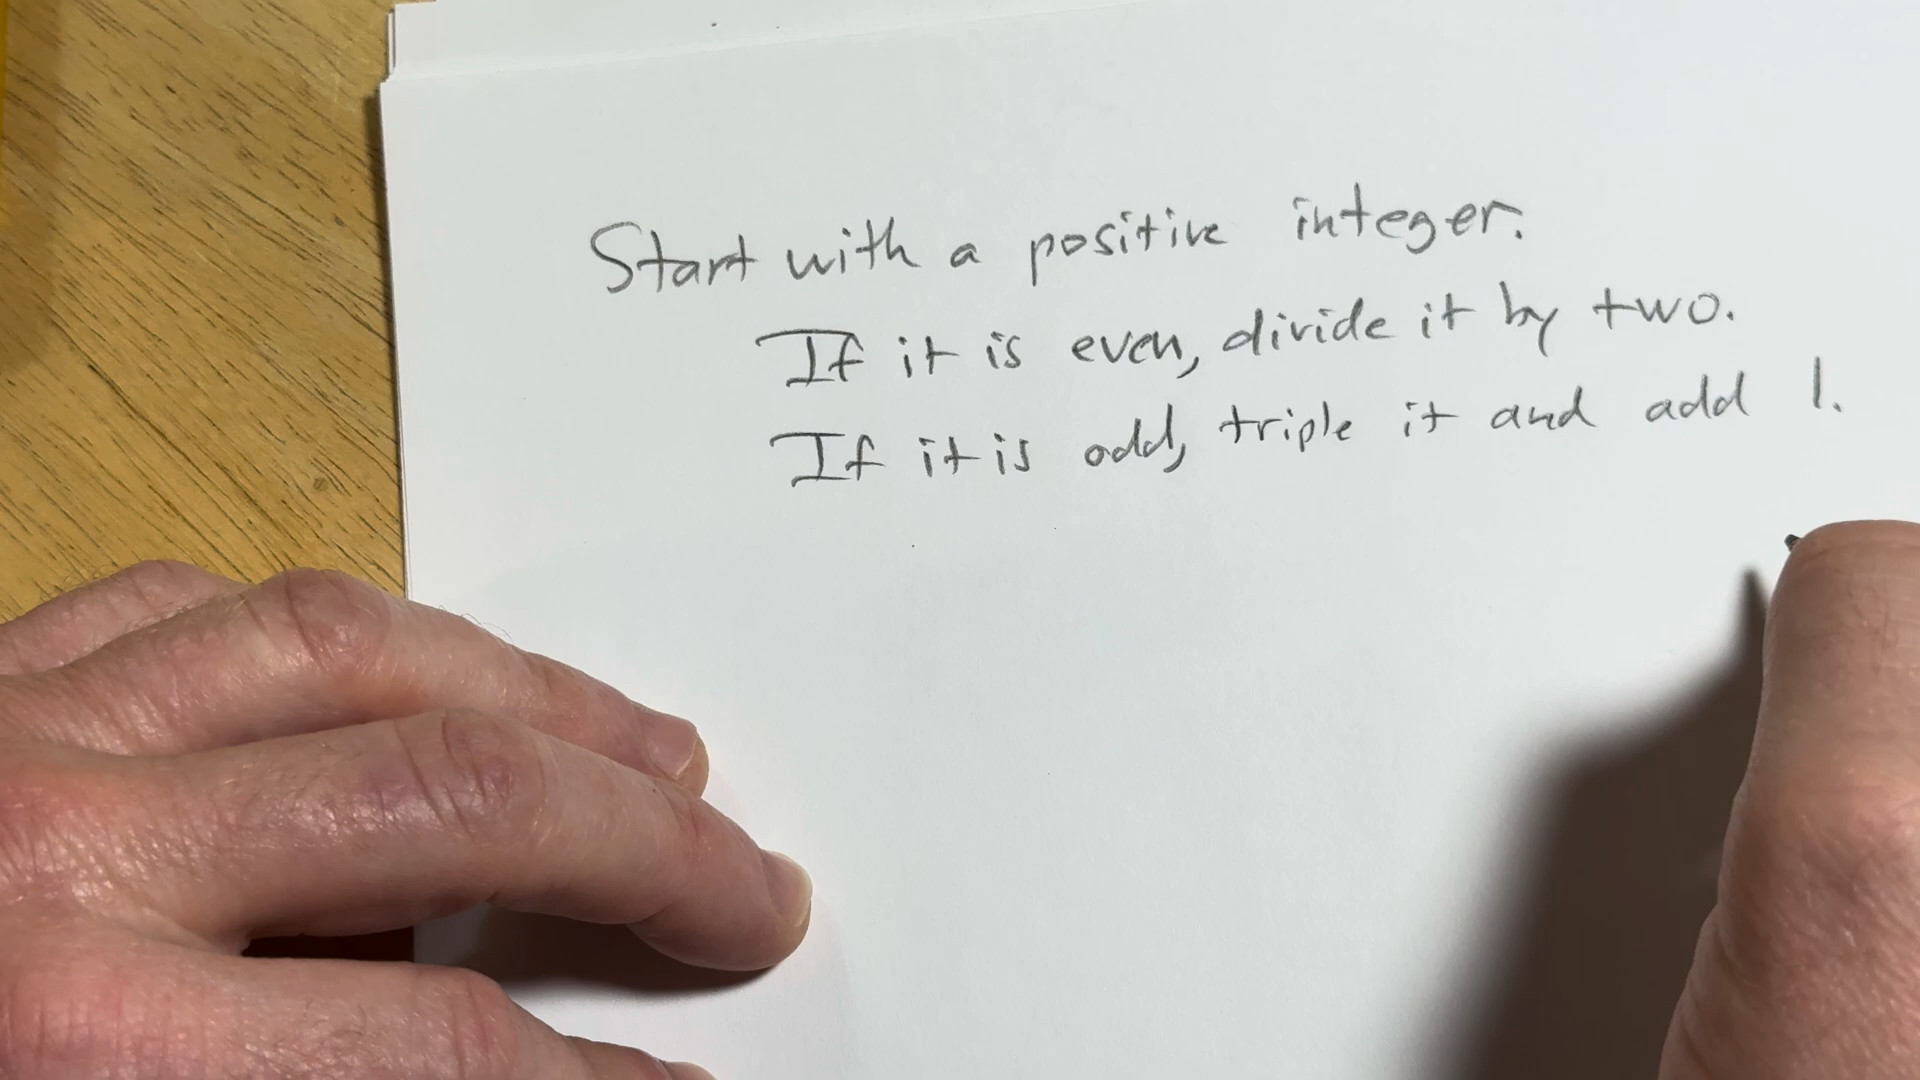 Start with a positive integer.
If it is even, divide it by two.
If it is odd, triple it and add 1.